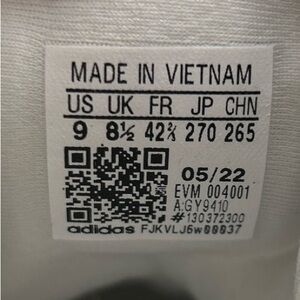 MADE IN VIETNAM
US UK FR JP CHN
9 8½ 42⅔ 270 265
05/22
EVM 004001
A:GY9410
#130372300
adidas FJKVLJ6w00037